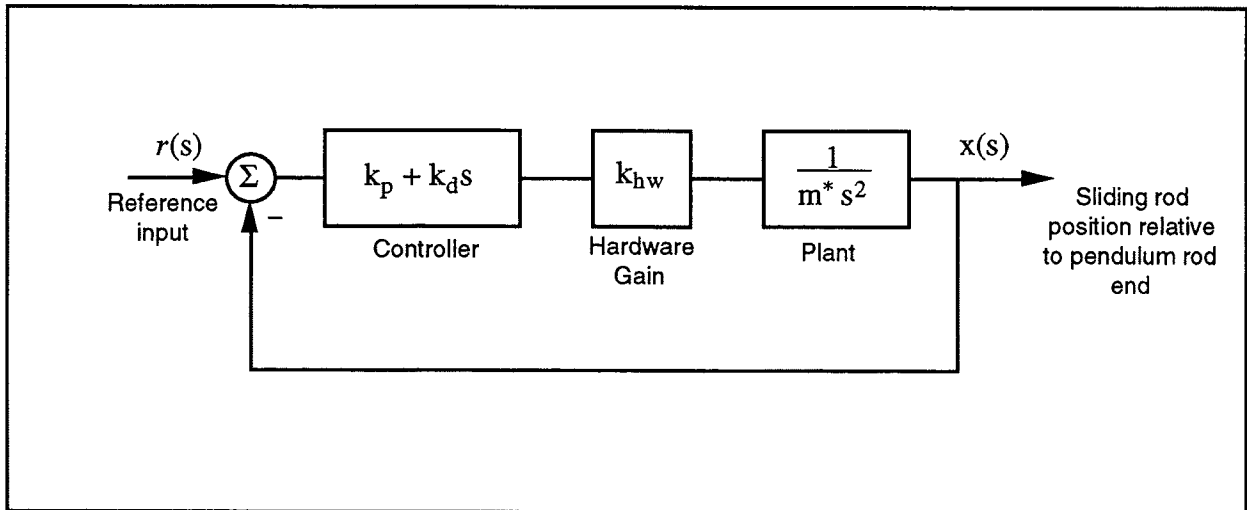 r(s)
Reference
input
Σ
−
k_p + k_d s
Controller
k_hw
Hardware
Gain
1
m* s²
Plant
x(s)
Sliding rod
position relative
to pendulum rod
end